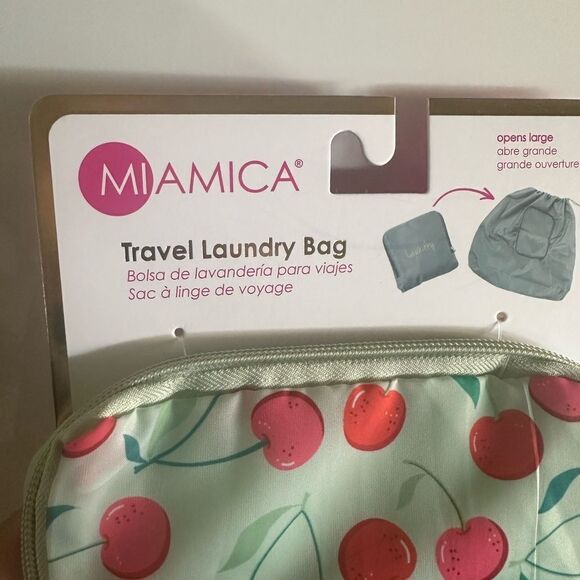 MIAMICA®
Travel Laundry Bag
Bolsa de lavandería para viajes
Sac à linge de voyage
opens large
abre grande
grande ouverture
Laundry